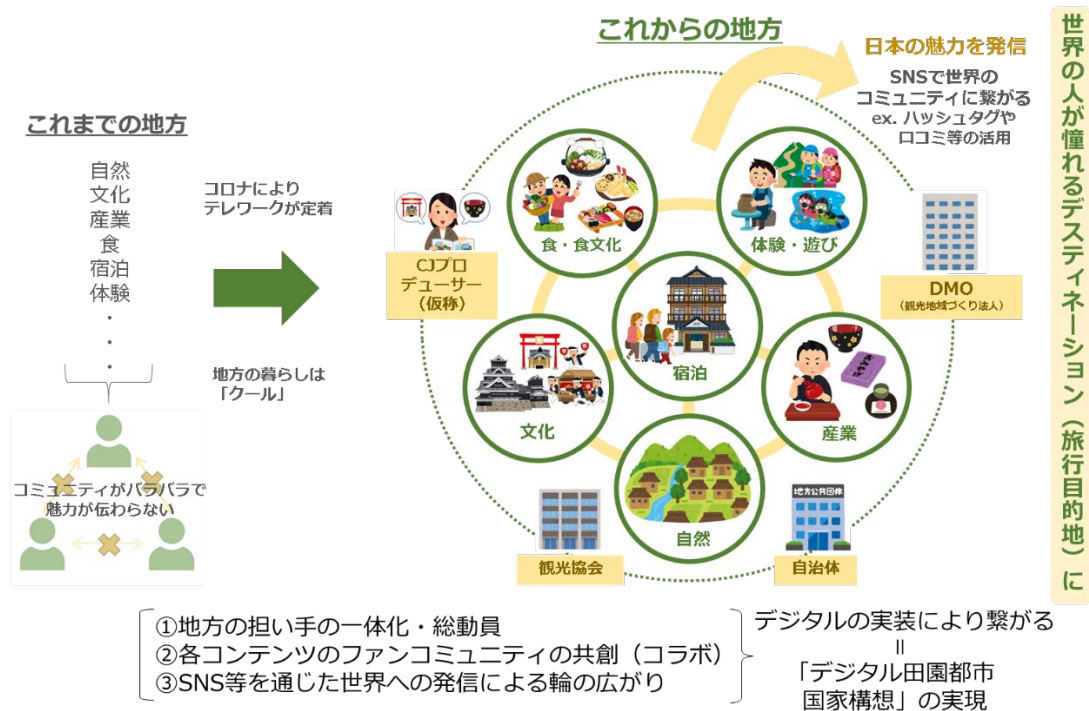 これまでの地方
自然
文化
産業
食
宿泊
体験
・
・
・
コミュニティがバラバラで
魅力が伝わらない
コロナにより
テレワークが定着
地方の暮らしは
「クール」
これからの地方
日本の魅力を発信
SNSで世界の
コミュニティに繋がる
ex. ハッシュタグや
口コミ等の活用
CJプロ
デューサー
（仮称）
食・食文化
体験・遊び
DMO
（観光地域づくり法人）
宿泊
文化
産業
おみやげ
自然
観光協会
地方公共団体
自治体
世界の人が憧れるデスティネーション（旅行目的地）に
①地方の担い手の一体化・総動員
②各コンテンツのファンコミュニティの共創（コラボ）
③SNS等を通じた世界への発信による輪の広がり
デジタルの実装により繋がる
＝
「デジタル田園都市
国家構想」の実現